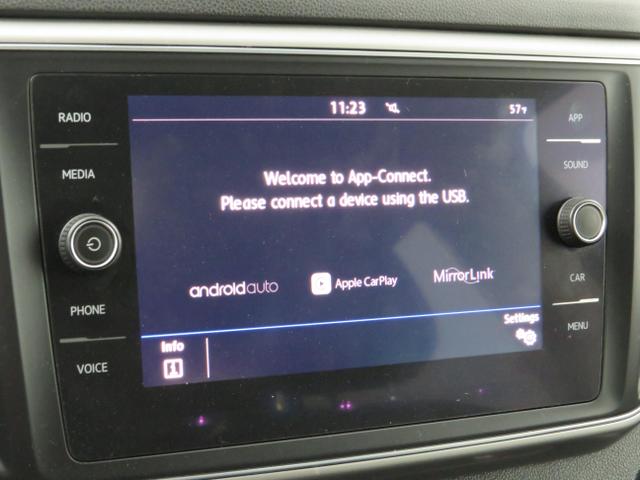 RADIO
MEDIA
PHONE
VOICE
11:23
57°F
Welcome to App-Connect.
Please connect a device using the USB.
androidauto
Apple CarPlay
MirrorLink
Info
Settings
APP
SOUND
CAR
MENU